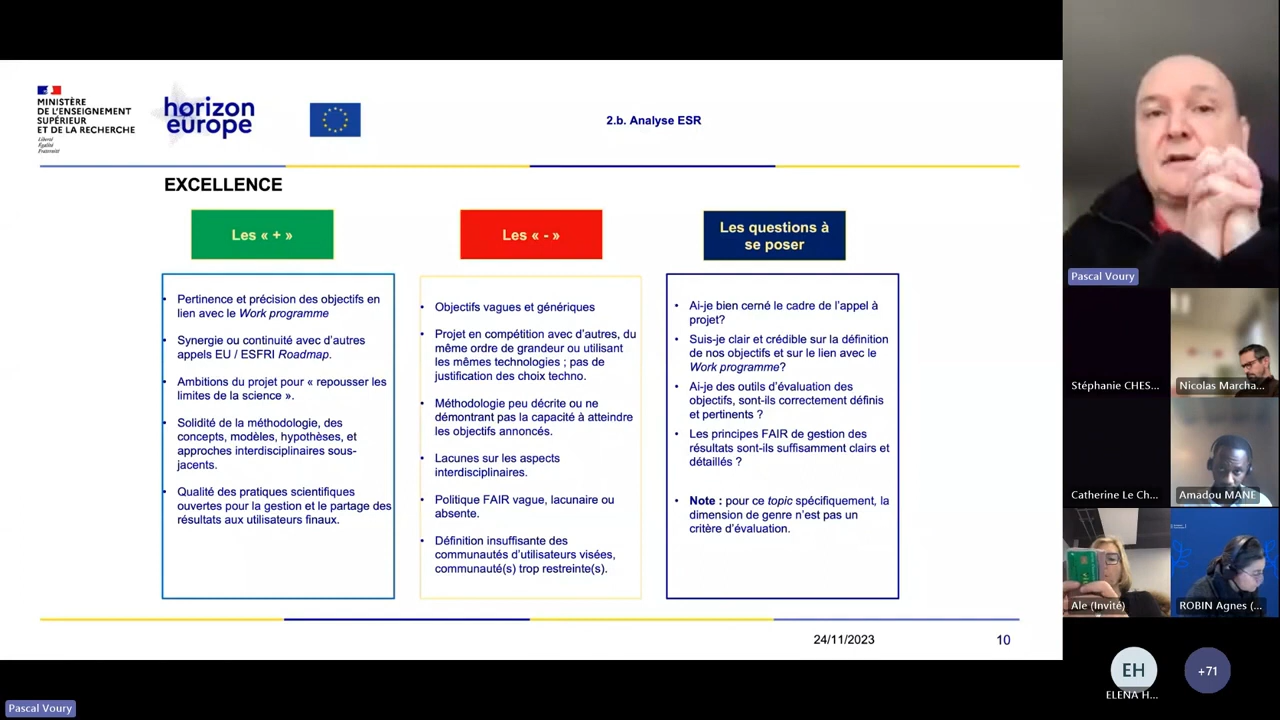 MINISTÈRE
DE L'ENSEIGNEMENT
SUPÉRIEUR
ET DE LA RECHERCHE
Liberté
Égalité
Fraternité
horizon
europe
2.b. Analyse ESR
EXCELLENCE
Les « + »
Pertinence et précision des objectifs en
lien avec le Work programme
Synergie ou continuité avec d'autres
appels EU / ESFRI Roadmap.
Ambitions du projet pour « repousser les
limites de la science ».
Solidité de la méthodologie, des
concepts, modèles, hypothèses, et
approches interdisciplinaires sous-
jacents.
Qualité des pratiques scientifiques
ouvertes pour la gestion et le partage des
résultats aux utilisateurs finaux.
Les « - »
Objectifs vagues et génériques
Projet en compétition avec d'autres, du
même ordre de grandeur ou utilisant
les mêmes technologies ; pas de
justification des choix techno.
Méthodologie peu décrite ou ne
démontrant pas la capacité à atteindre
les objectifs annoncés.
Lacunes sur les aspects
interdisciplinaires.
Politique FAIR vague, lacunaire ou
absente.
Définition insuffisante des
communautés d'utilisateurs visées,
communauté(s) trop restreinte(s).
Les questions à
se poser
Ai-je bien cerné le cadre de l'appel à
projet?
Suis-je clair et crédible sur la définition
de nos objectifs et sur le lien avec le
Work programme?
Ai-je des outils d'évaluation des
objectifs, sont-ils correctement définis
et pertinents ?
Les principes FAIR de gestion des
résultats sont-ils suffisamment clairs et
détaillés ?
Note : pour ce topic spécifiquement, la
dimension de genre n'est pas un
critère d'évaluation.
24/11/2023
10
Pascal Voury
Pascal Voury
Stéphanie CHES...
Nicolas Marcha...
Catherine Le Ch...
Amadou MANE
Ale (Invité)
ROBIN Agnes (...
EH
ELENA H...
+71